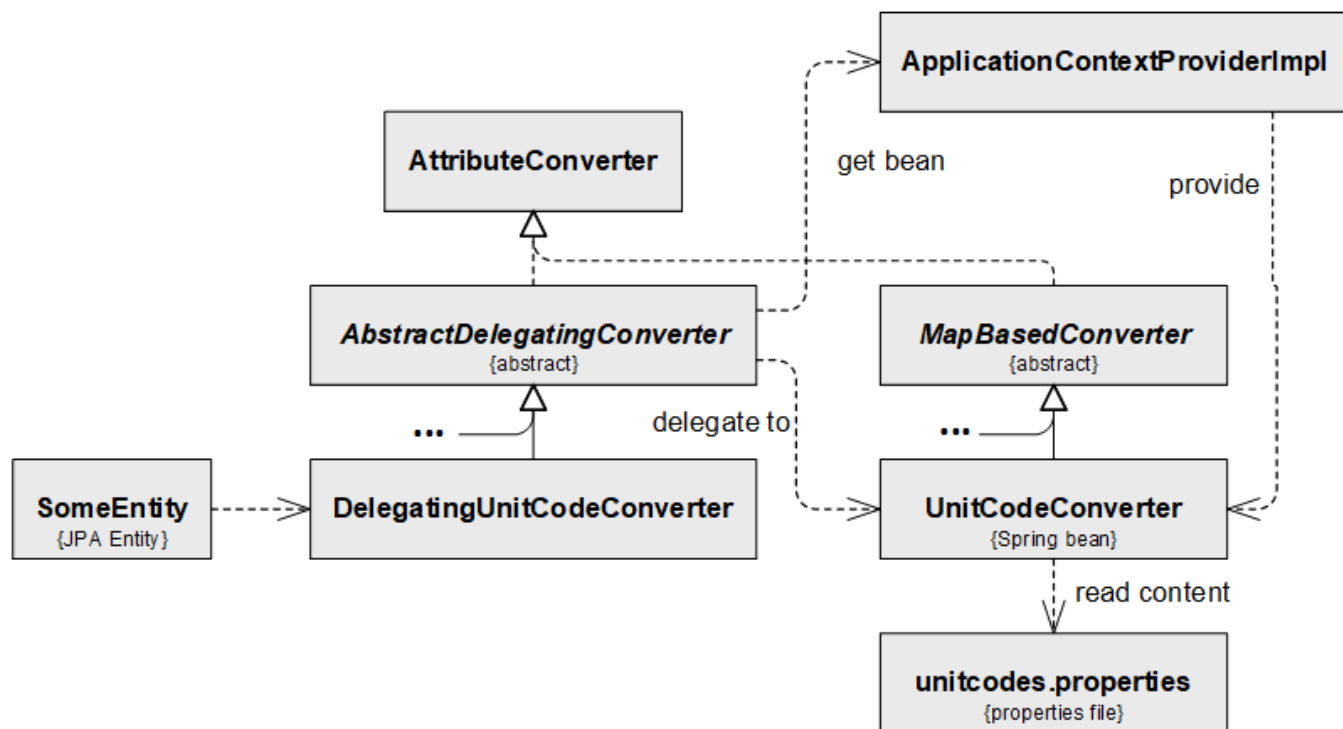 ApplicationContextProviderImpl
AttributeConverter
get bean
provide
AbstractDelegatingConverter
{abstract}
MapBasedConverter
{abstract}
...
delegate to
...
SomeEntity
{JPA Entity}
DelegatingUnitCodeConverter
UnitCodeConverter
{Spring bean}
read content
unitcodes.properties
{properties file}